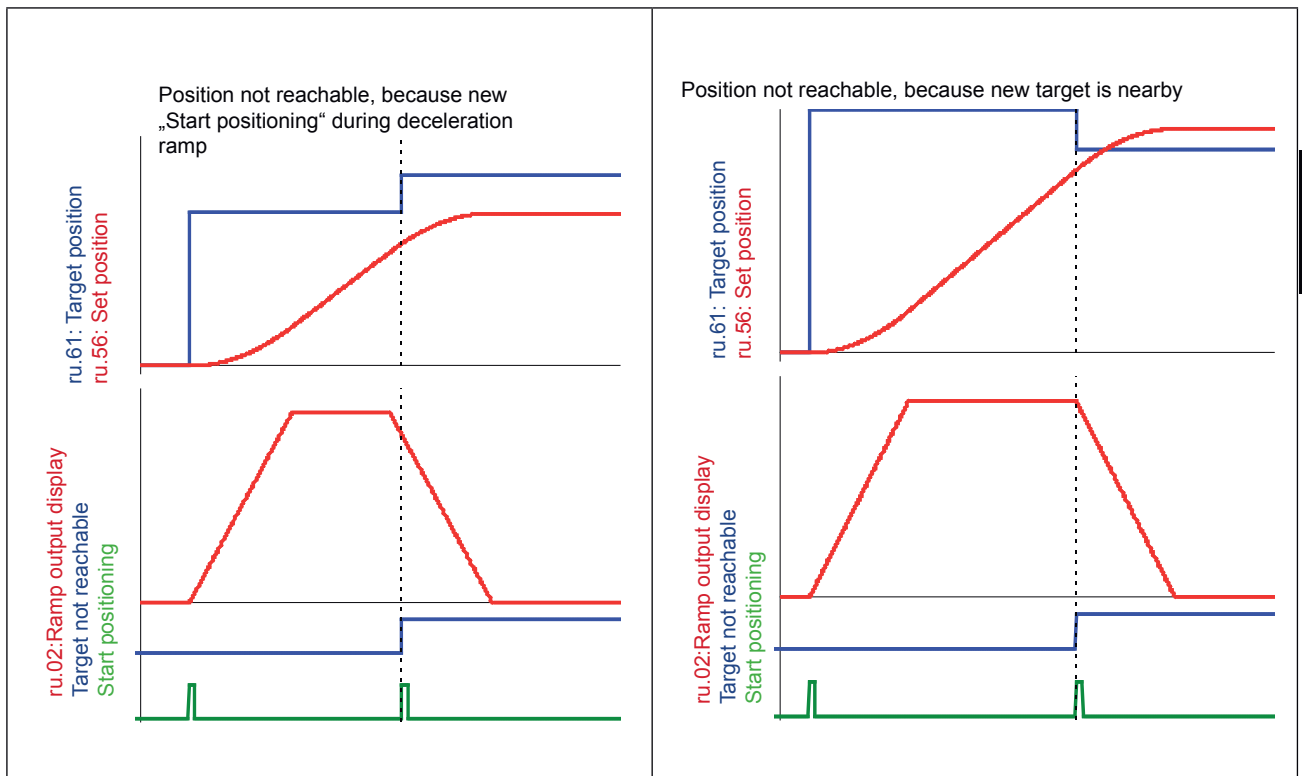 Position not reachable, because new
„Start positioning“ during deceleration
ramp
ru.61: Target position
ru.56: Set position
ru.02:Ramp output display
Target not reachable
Start positioning
Position not reachable, because new target is nearby
ru.61: Target position
ru.56: Set position
ru.02:Ramp output display
Target not reachable
Start positioning